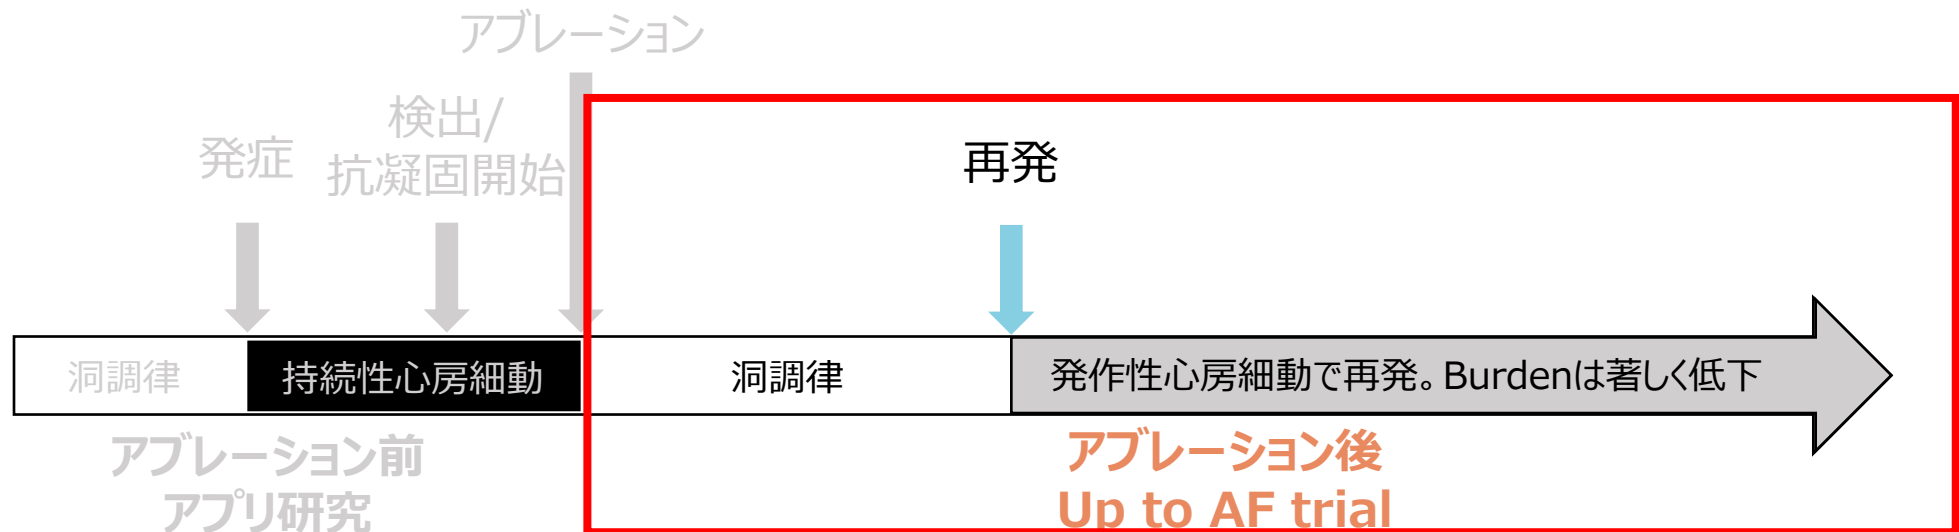 アブレーション
検出/
抗凝固開始
発症
再発
洞調律
持続性心房細動
洞調律
発作性心房細動で再発。Burdenは著しく低下
アブレーション前
アプリ研究
アブレーション後
Up to AF trial